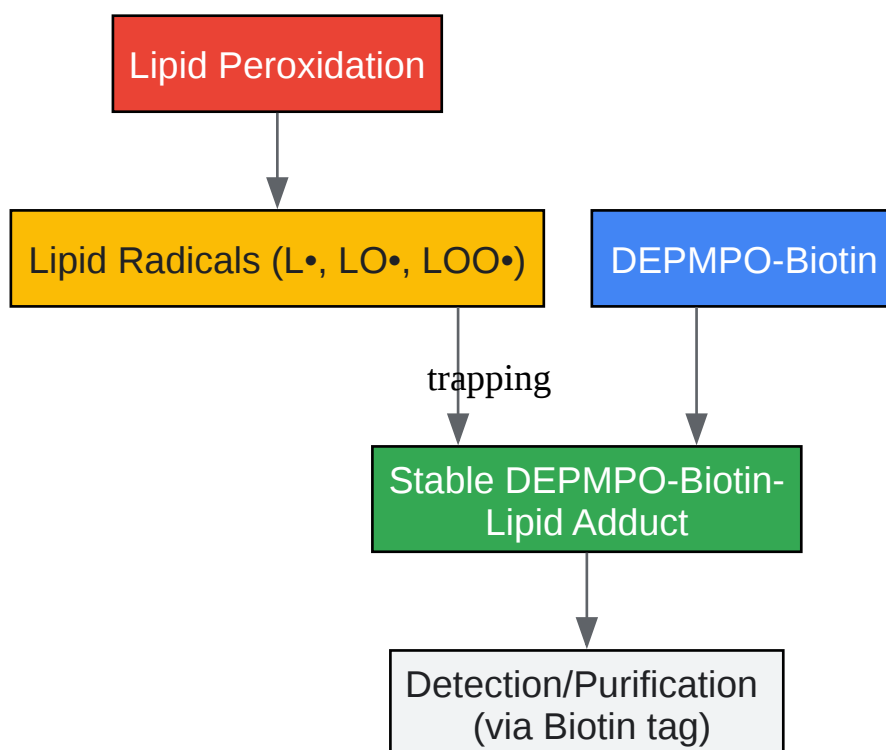 Lipid Peroxidation
Lipid Radicals (L•, LO•, LOO•)
DEPMPO-Biotin
trapping
Stable DEPMPO-Biotin-
Lipid Adduct
Detection/Purification
(via Biotin tag)